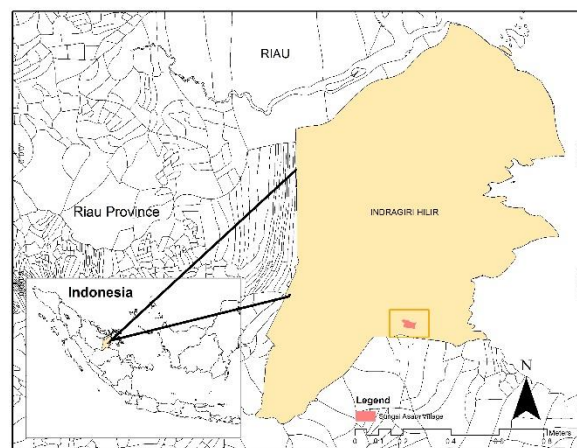 RIAU
Riau Province
INDRAGIRI HILIR
Indonesia
N
Legend
Sungai Asam Village
Meters